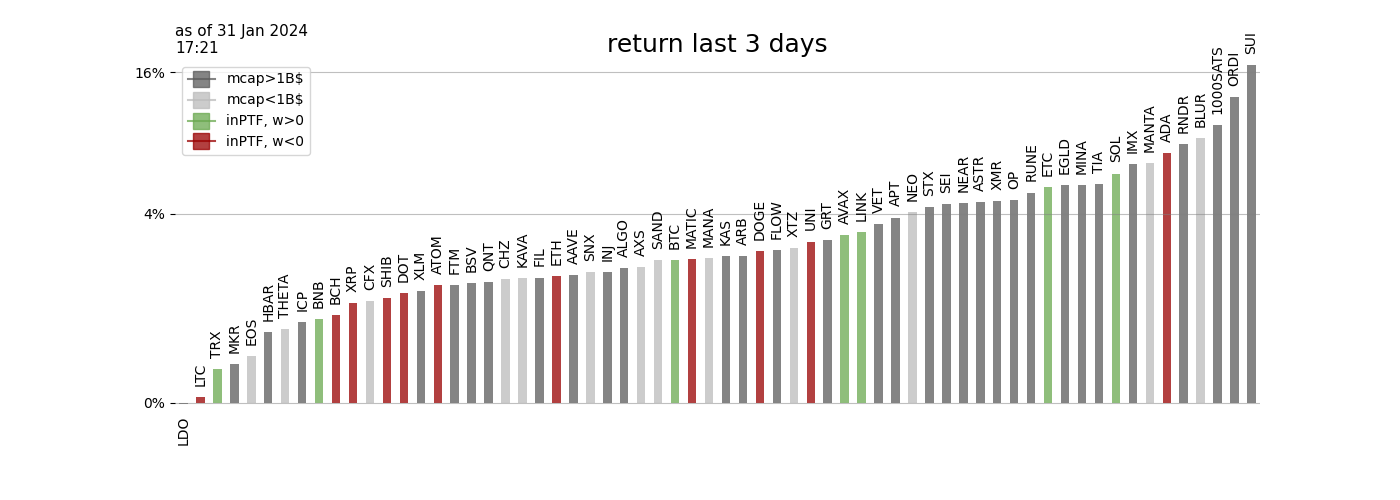 as of 31 Jan 2024
17:21
return last 3 days
16%
4%
0%
mcap>1B$
mcap<1B$
inPTF, w>0
inPTF, w<0
LDO
LTC
TRX
MKR
EOS
HBAR
THETA
ICP
BNB
BCH
XRP
CFX
SHIB
DOT
XLM
ATOM
FTM
BSV
QNT
CHZ
KAVA
FIL
ETH
AAVE
SNX
INJ
ALGO
AXS
SAND
BTC
MATIC
MANA
KAS
ARB
DOGE
FLOW
XTZ
UNI
GRT
AVAX
LINK
VET
APT
NEO
STX
SEI
NEAR
ASTR
XMR
OP
RUNE
ETC
EGLD
MINA
TIA
SOL
IMX
MANTA
ADA
RNDR
BLUR
1000SATS
ORDI
SUI